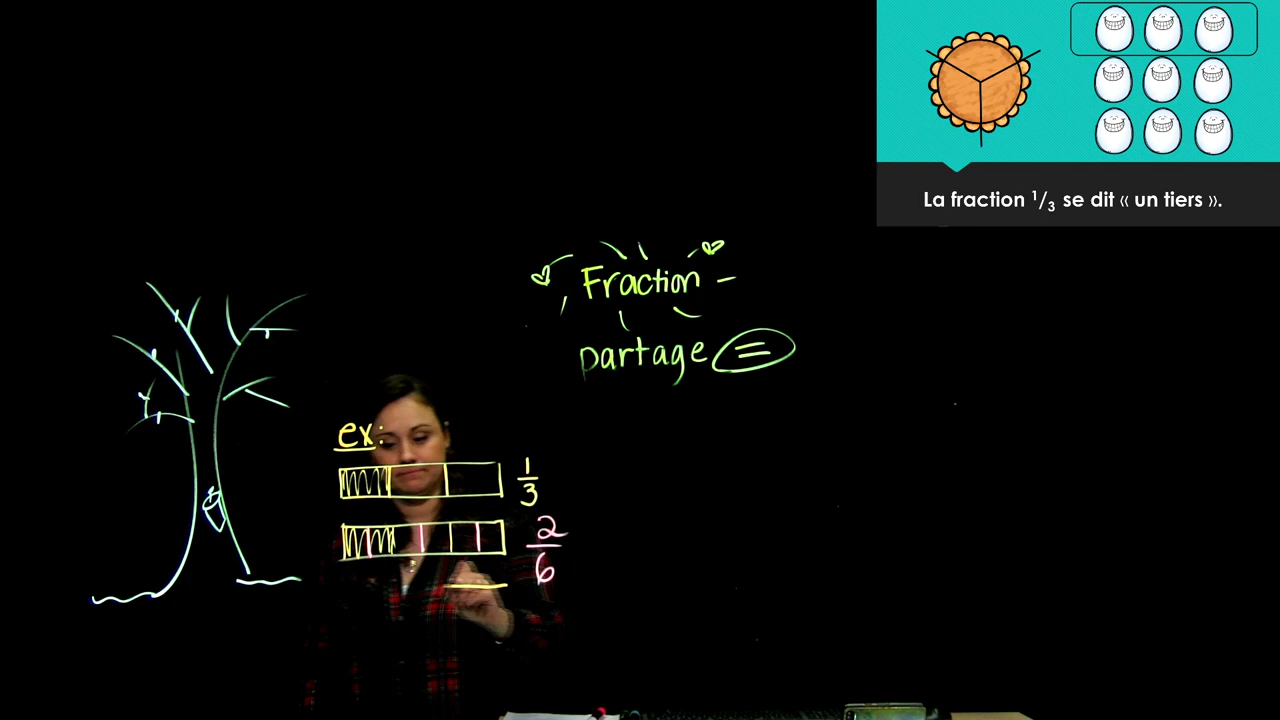 La fraction 1/3 se dit « un tiers ».
Fraction
partage =
ex:
1/3
2/6